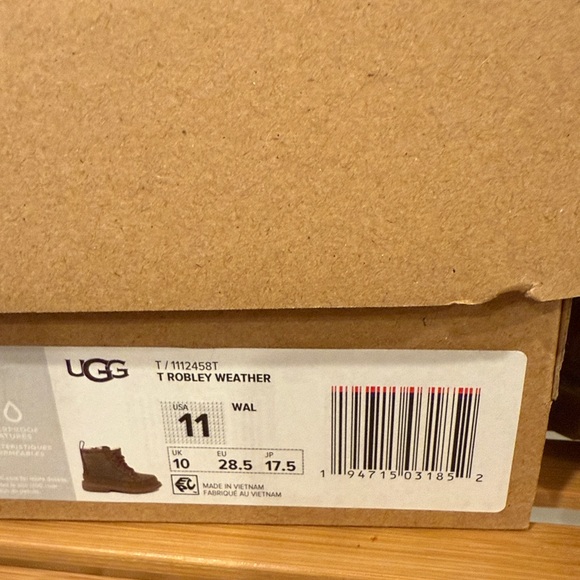 UGG
T / 1112458T
T ROBLEY WEATHER
USA
11
WAL
UK EU JP
10 28.5 17.5
MADE IN VIETNAM
FABRIQUÉ AU VIETNAM
1 94715 03185 2